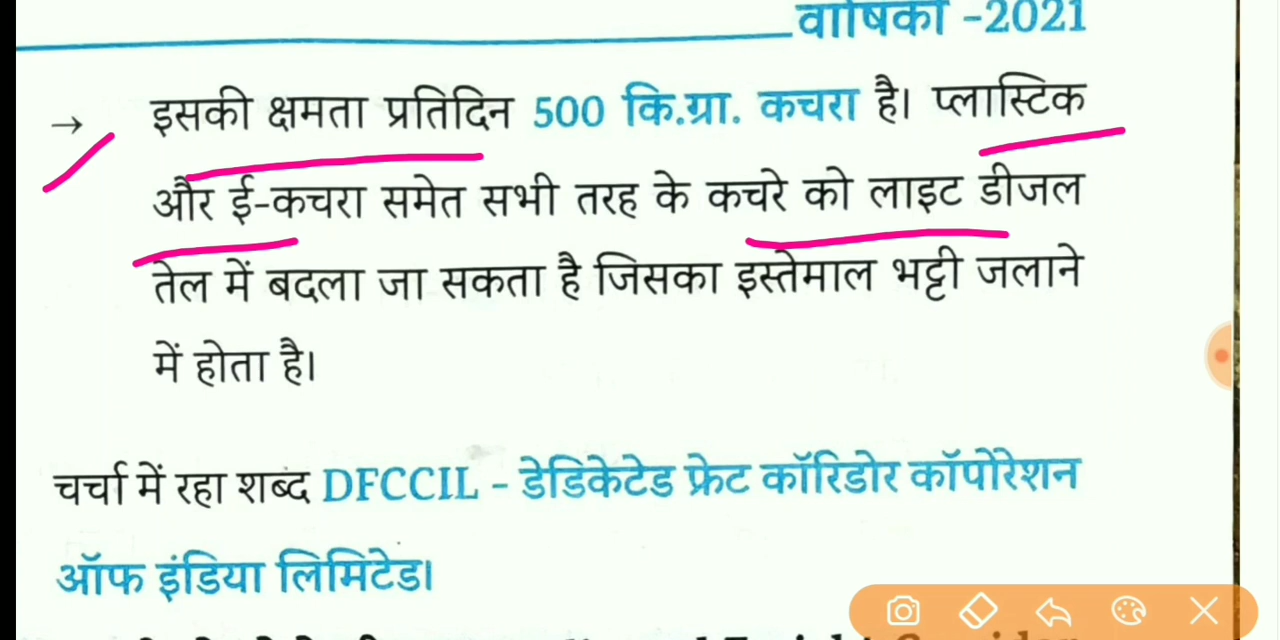 वार्षिकी -2021
→ इसकी क्षमता प्रतिदिन 500 कि.ग्रा. कचरा है। प्लास्टिक
और ई-कचरा समेत सभी तरह के कचरे को लाइट डीजल
तेल में बदला जा सकता है जिसका इस्तेमाल भट्टी जलाने
में होता है।
चर्चा में रहा शब्द DFCCIL - डेडिकेटेड फ्रेट कॉरिडोर कॉर्पोरेशन
ऑफ इंडिया लिमिटेड।